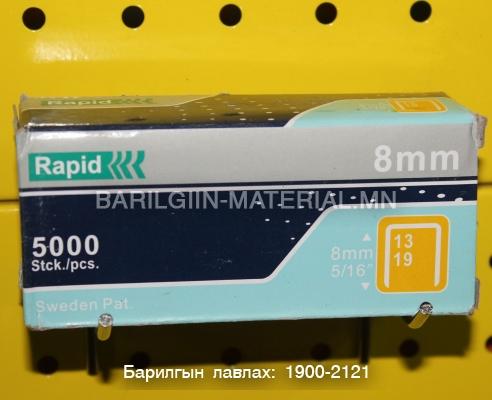 Rapid
Rapid
8mm
BARILGIIN-MATERIAL.MN
5000
Stck./pcs.
8mm
5/16"
13
19
Sweden Pat.
Барилгын лавлах: 1900-2121